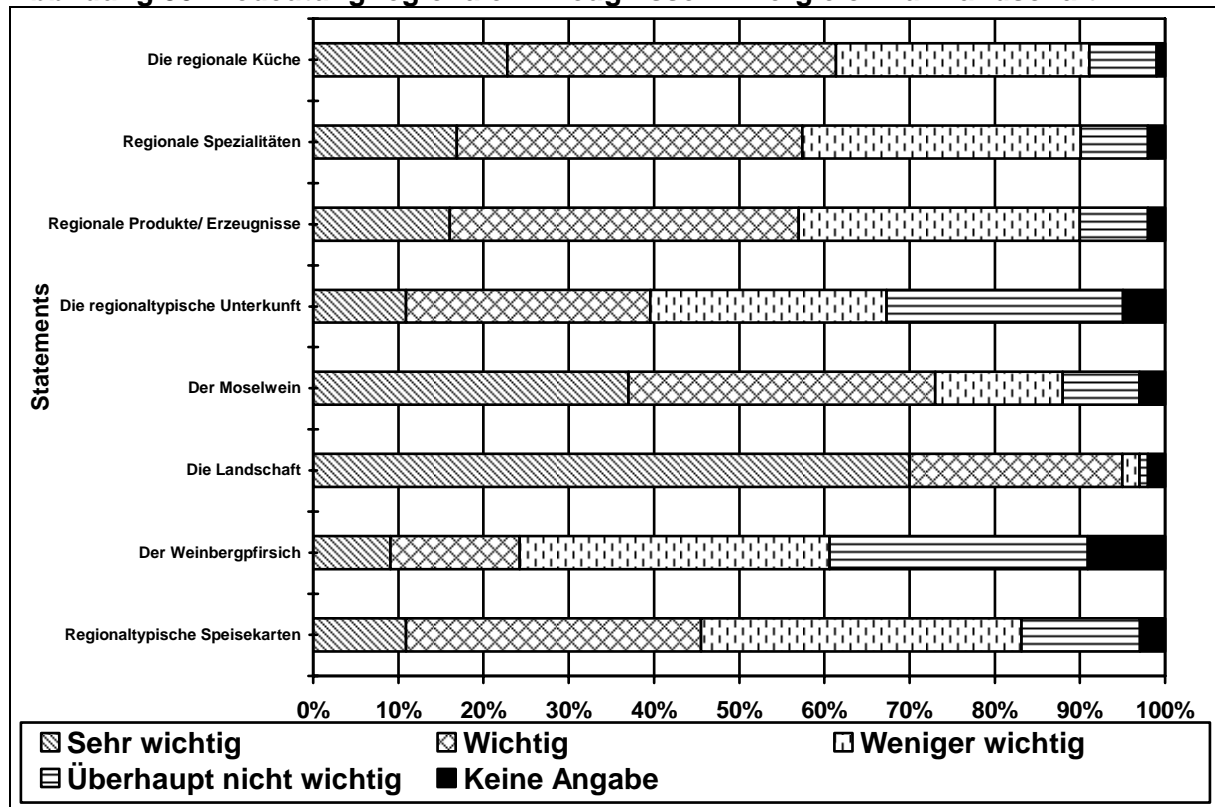 Die regionale Küche
Regionale Spezialitäten
Regionale Produkte/ Erzeugnisse
Die regionaltypische Unterkunft
Der Moselwein
Die Landschaft
Der Weinbergpfirsich
Regionaltypische Speisekarten
Statements
0% 10% 20% 30% 40% 50% 60% 70% 80% 90% 100%
Sehr wichtig Wichtig Weniger wichtig
Überhaupt nicht wichtig Keine Angabe